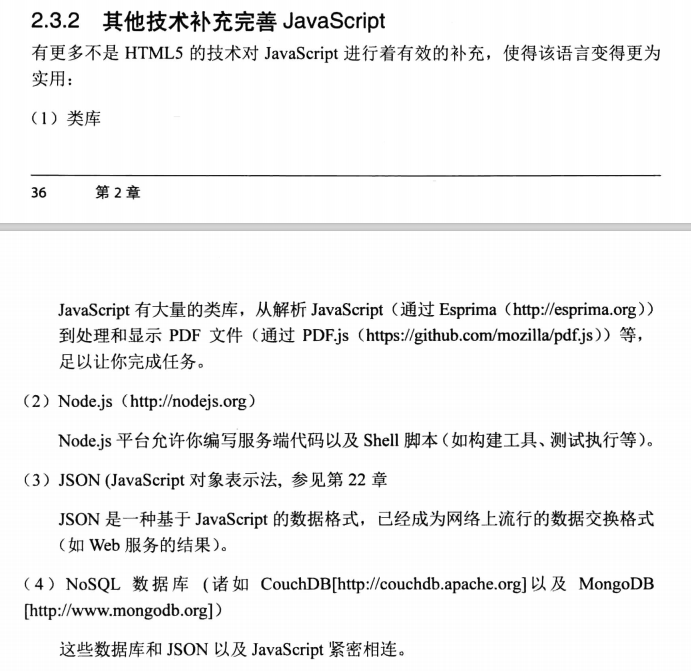 2.3.2 其他技术补充完善 JavaScript
有更多不是 HTML5 的技术对 JavaScript 进行着有效的补充，使得该语言变得更为
实用：
（1）类库
36 第 2 章
JavaScript 有大量的类库，从解析 JavaScript（通过 Esprima（http://esprima.org））
到处理和显示 PDF 文件（通过 PDF.js（https://github.com/mozilla/pdf.js））等，
足以让你完成任务。
（2）Node.js（http://nodejs.org）
Node.js 平台允许你编写服务端代码以及 Shell 脚本（如构建工具、测试执行等）。
（3）JSON (JavaScript 对象表示法, 参见第 22 章
JSON 是一种基于 JavaScript 的数据格式，已经成为网络上流行的数据交换格式
（如 Web 服务的结果）。
（4）NoSQL 数据库 (诸如 CouchDB[http://couchdb.apache.org]以及 MongoDB
[http://www.mongodb.org]）
这些数据库和 JSON 以及 JavaScript 紧密相连。